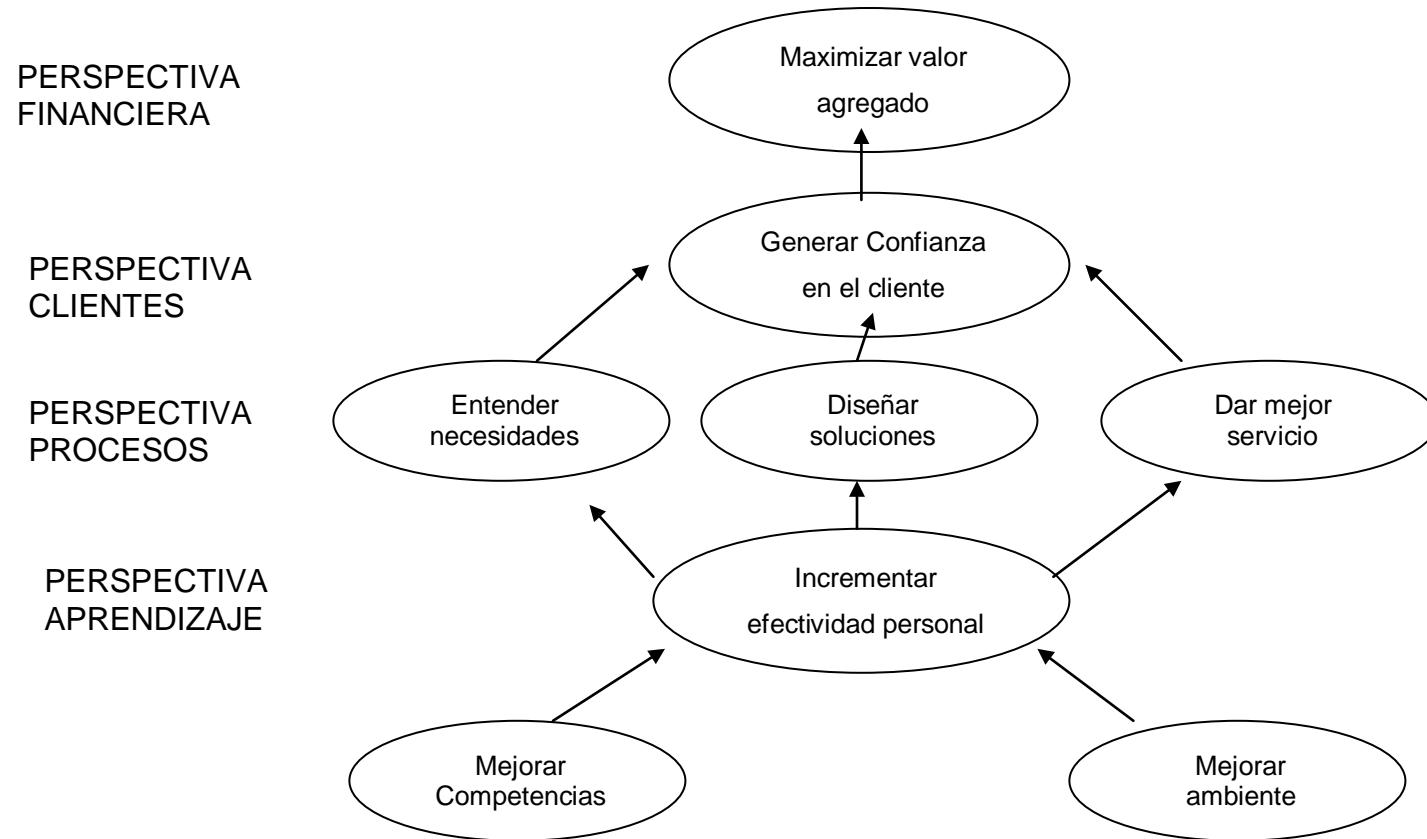 PERSPECTIVA
FINANCIERA
Maximizar valor
agregado
PERSPECTIVA
CLIENTES
Generar Confianza
en el cliente
PERSPECTIVA
PROCESOS
Entender
necesidades
Diseñar
soluciones
Dar mejor
servicio
PERSPECTIVA
APRENDIZAJE
Incrementar
efectividad personal
Mejorar
Competencias
Mejorar
ambiente